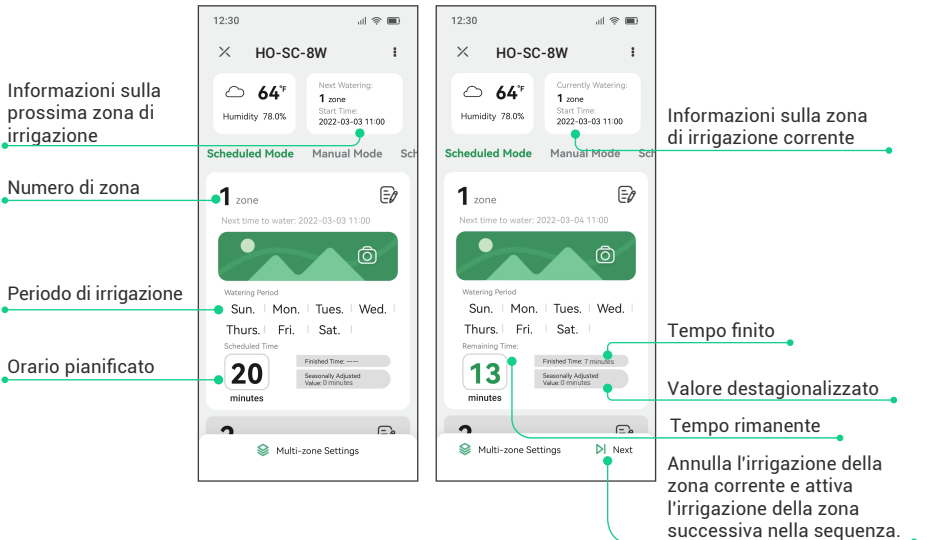 Informazioni sulla
prossima zona di
irrigazione
Numero di zona
Periodo di irrigazione
Orario pianificato
12:30
HO-SC-8W
64°F
Humidity 78.0%
Next Watering:
1 zone
Start Time:
2022-03-03 11:00
Scheduled Mode Manual Mode Sch
1 zone
Next time to water: 2022-03-03 11:00
Watering Period
Sun. Mon. Tues. Wed.
Thurs. Fri. Sat.
Scheduled Time
20
minutes
Finished Time: ——
Seasonally Adjusted
Value: 0 minutes
2
Multi-zone Settings
12:30
HO-SC-8W
64°F
Humidity 78.0%
Currently Watering:
1 zone
Start Time:
2022-03-03 11:00
Scheduled Mode Manual Mode Sch
1 zone
Next time to water: 2022-03-04 11:00
Watering Period
Sun. Mon. Tues. Wed.
Thurs. Fri. Sat.
Remaining Time:
13
minutes
Finished Time: 7 minutes
Seasonally Adjusted
Value: 0 minutes
2
Multi-zone Settings
Next
Informazioni sulla zona
di irrigazione corrente
Tempo finito
Valore destagionalizzato
Tempo rimanente
Annulla l'irrigazione della
zona corrente e attiva
l'irrigazione della zona
successiva nella sequenza.